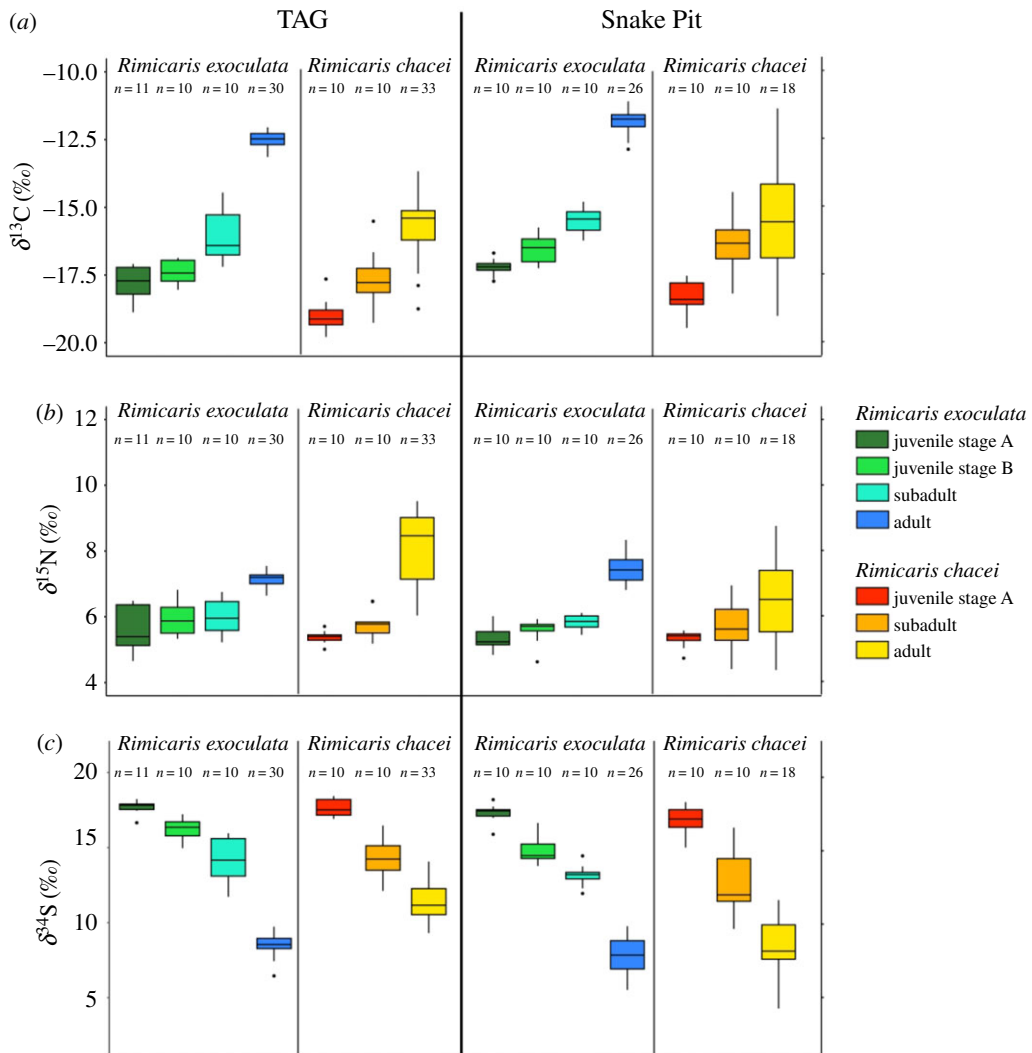 (a) TAG Snake Pit
Rimicaris exoculata Rimicaris chacei Rimicaris exoculata Rimicaris chacei
n = 11 n = 10 n = 10 n = 30 n = 10 n = 10 n = 33 n = 10 n = 10 n = 10 n = 26 n = 10 n = 10 n = 18
δ13C (‰)
−10.0
−12.5
−15.0
−17.5
−20.0
(b)
Rimicaris exoculata Rimicaris chacei Rimicaris exoculata Rimicaris chacei
n = 11 n = 10 n = 10 n = 30 n = 10 n = 10 n = 33 n = 10 n = 10 n = 10 n = 26 n = 10 n = 10 n = 18
δ15N (‰)
12
10
8
6
4
Rimicaris exoculata
juvenile stage A
juvenile stage B
subadult
adult
Rimicaris chacei
juvenile stage A
subadult
adult
(c)
Rimicaris exoculata Rimicaris chacei Rimicaris exoculata Rimicaris chacei
n = 11 n = 10 n = 10 n = 30 n = 10 n = 10 n = 33 n = 10 n = 10 n = 10 n = 26 n = 10 n = 10 n = 18
δ34S (‰)
20
15
10
5